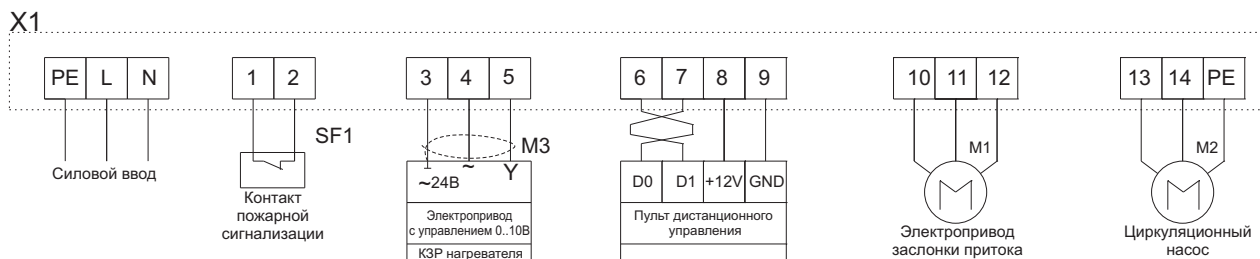 X1
PE L N
1 2
3 4 5
6 7 8 9
10 11 12
13 14 PE
SF1
M3
M1
M2
~24В ~ Y
D0 D1 +12V GND
Силовой ввод
Контакт
пожарной
сигнализации
Электропривод
с управлением 0..10В
КЗР нагревателя
Пульт дистанционного
управления
M
Электропривод
заслонки притока
M
Циркуляционный
насос